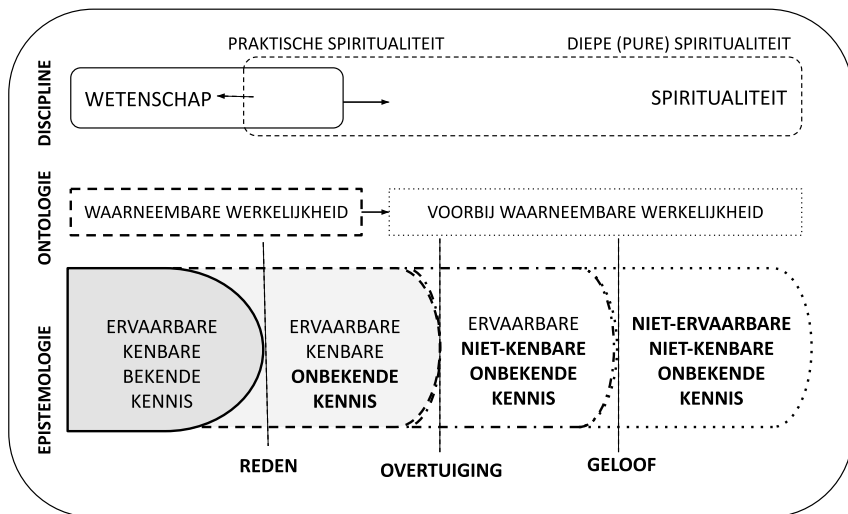 PRAKTISCHE SPIRITUALITEIT
DIEPE (PURE) SPIRITUALITEIT
DISCIPLINE
WETENSCHAP
SPIRITUALITEIT
ONTOLOGIE
WAARNEEMBARE WERKELIJKHEID
VOORBIJ WAARNEEMBARE WERKELIJKHEID
EPISTEMOLOGIE
ERVAARBARE
KENBARE
BEKENDE
KENNIS
ERVAARBARE
KENBARE
ONBEKENDE
KENNIS
ERVAARBARE
NIET-KENBARE
ONBEKENDE
KENNIS
NIET-ERVAARBARE
NIET-KENBARE
ONBEKENDE
KENNIS
REDEN
OVERTUIGING
GELOOF